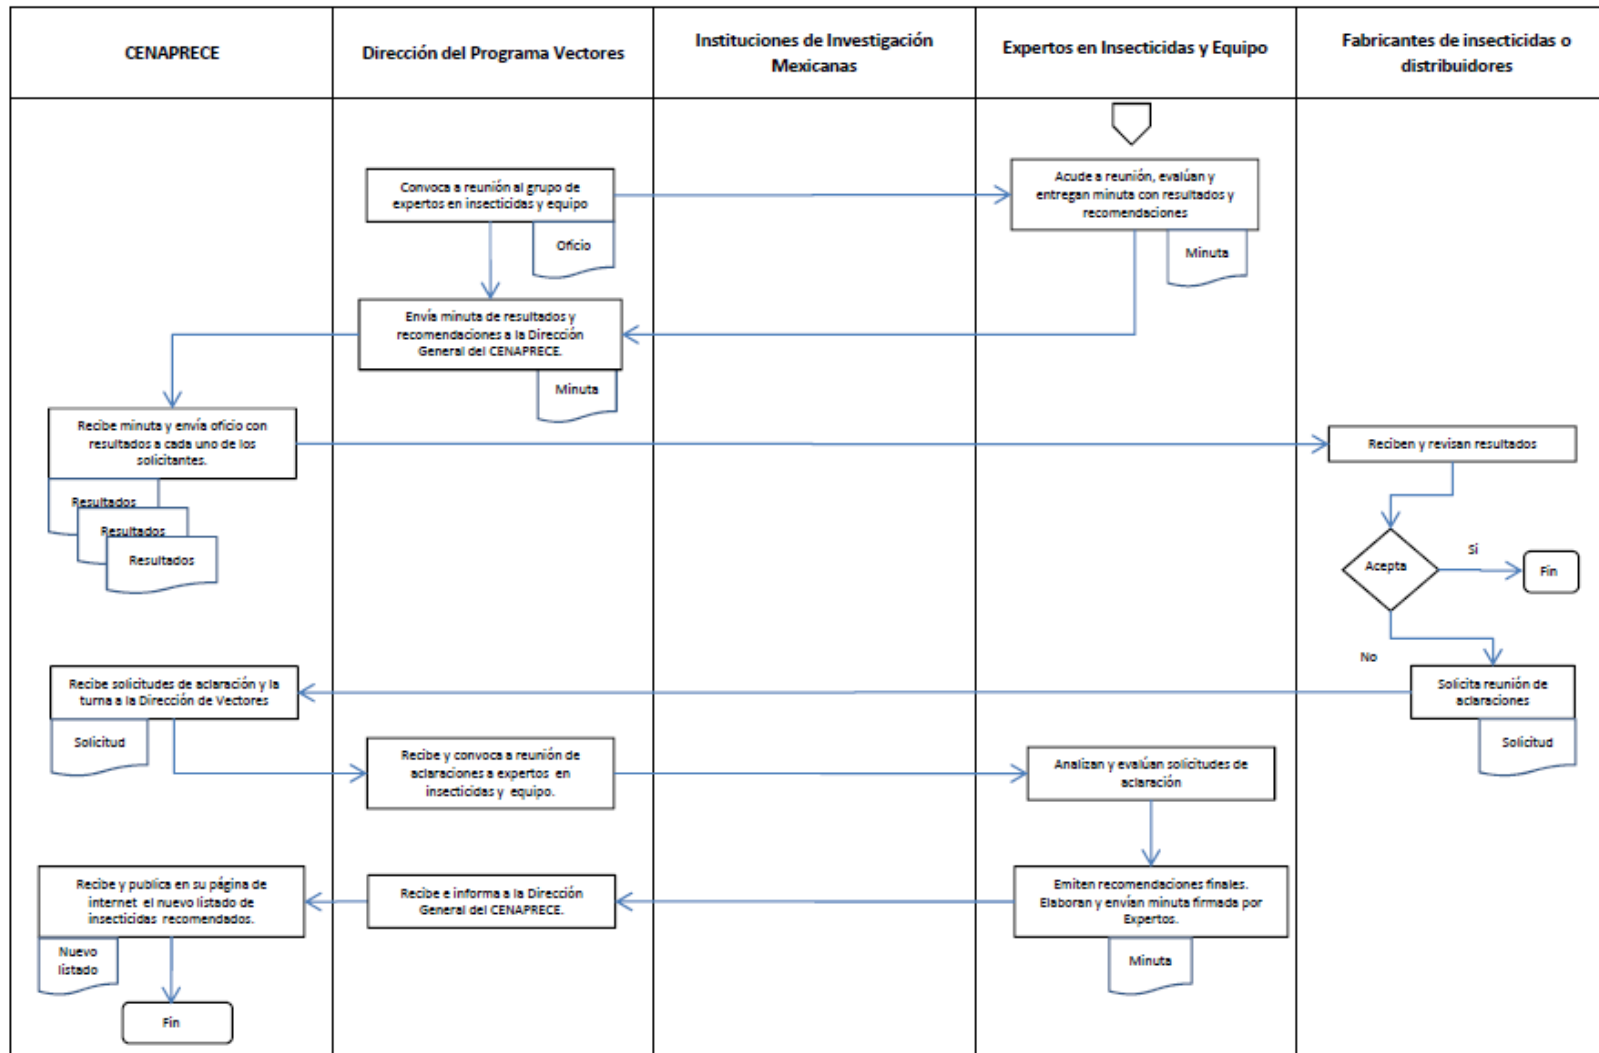 CENAPRECE
Dirección del Programa Vectores
Instituciones de Investigación
Mexicanas
Expertos en Insecticidas y Equipo
Fabricantes de insecticidas o
distribuidores
Convoca a reunión al grupo de
expertos en insecticidas y equipo
Oficio
Acude a reunión, evalúan y
entregan minuta con resultados y
recomendaciones
Minuta
Envía minuta de resultados y
recomendaciones a la Dirección
General del CENAPRECE.
Minuta
Recibe minuta y envía oficio con
resultados a cada uno de los
solicitantes.
Resultados
Resultados
Resultados
Reciben y revisan resultados
Acepta
Si
Fin
No
Solicita reunión de
aclaraciones
Solicitud
Recibe solicitudes de aclaración y la
turna a la Dirección de Vectores
Solicitud
Recibe y convoca a reunión de
aclaraciones a expertos en
insecticidas y equipo.
Analizan y evalúan solicitudes de
aclaración
Emiten recomendaciones finales.
Elaboran y envían minuta firmada por
Expertos.
Minuta
Recibe e informa a la Dirección
General del CENAPRECE.
Recibe y publica en su página de
internet el nuevo listado de
insecticidas recomendados.
Nuevo
listado
Fin